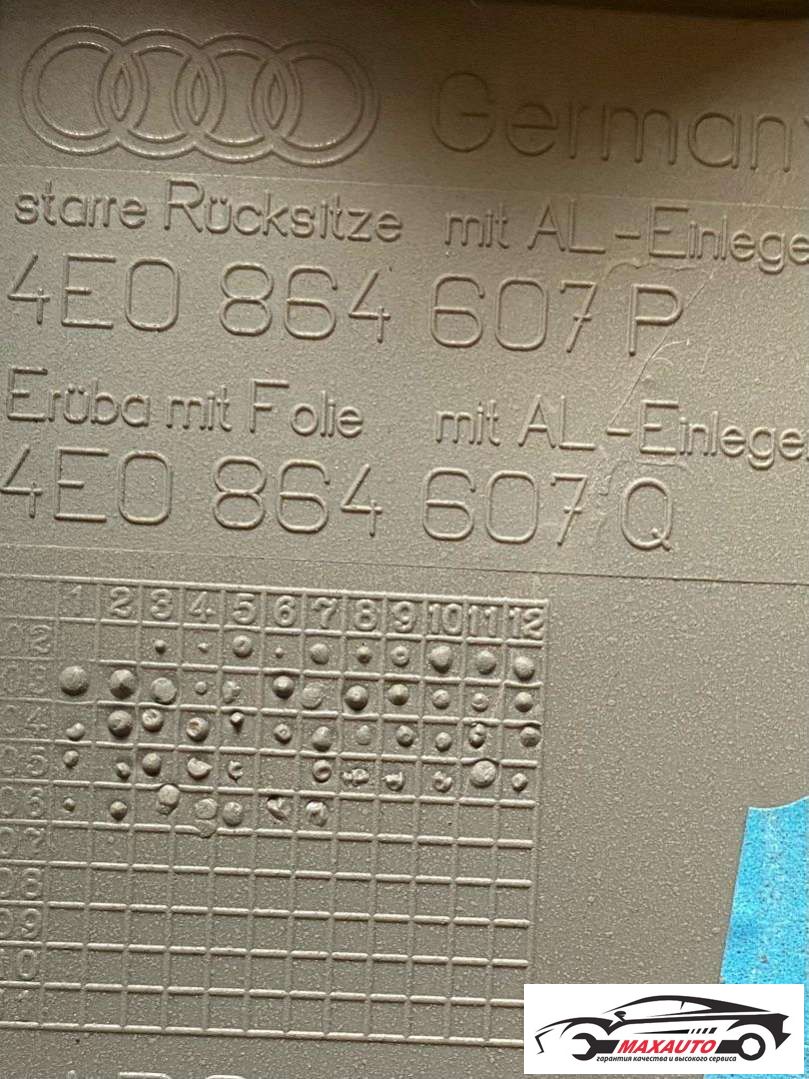 Germany
starre Rücksitze mit AL-Einleger
4E0 864 607 P
Erüba mit Folie mit AL-Einleger
4E0 864 607 Q
1 2 3 4 5 6 7 8 9 10 11 12
02
03
04
05
06
07
08
09
10
11
MAXAUTO
гарантия качества и высокого сервиса